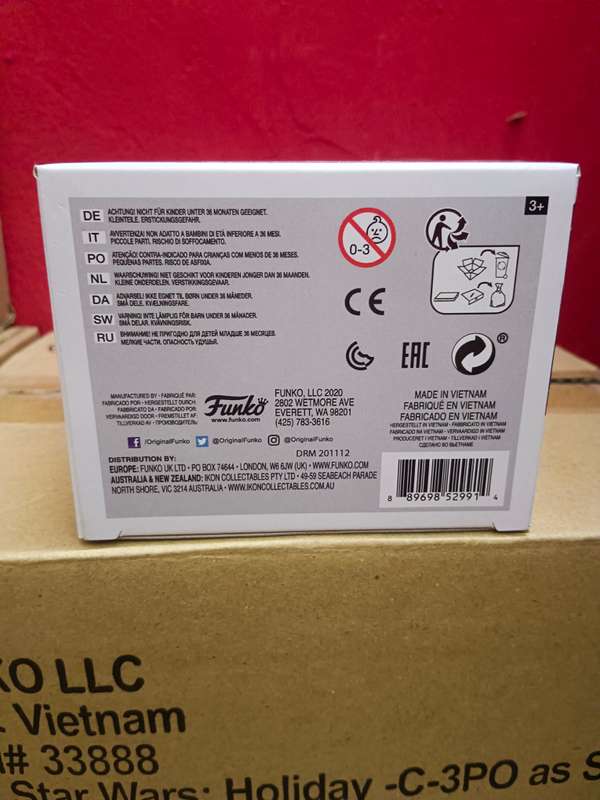 3+
DE ACHTUNG! NICHT FÜR KINDER UNTER 36 MONATEN GEEIGNET.
KLEINTEILE. ERSTICKUNGSGEFAHR.
IT AVVERTENZA! NON ADATTO A BAMBINI DI ETÀ INFERIORE A 36 MESI.
PICCOLE PARTI. RISCHIO DI SOFFOCAMENTO.
PO ATENÇÃO! CONTRA-INDICADO PARA CRIANÇAS COM MENOS DE 36 MESES.
PEQUENAS PARTES. RISCO DE ASFIXIA.
NL WAARSCHUWING! NIET GESCHIKT VOOR KINDEREN JONGER DAN 36 MAANDEN.
KLEINE ONDERDELEN. VERSTIKKINGSGEVAAR.
DA ADVARSEL! IKKE EGNET TIL BØRN UNDER 36 MÅNEDER.
SMÅ DELE. KVÆLNINGSFARE.
SW VARNING! INTE LÄMPLIG FÖR BARN UNDER 36 MÅNADER.
SMÅ DELAR. KVÄVNINGSRISK.
RU ВНИМАНИЕ! НЕ ПРИГОДНО ДЛЯ ДЕТЕЙ МЛАДШЕ 36 МЕСЯЦЕВ.
МЕЛКИЕ ЧАСТИ. ОПАСНОСТЬ УДУШЬЯ.
0-3
CE
EAC
®
MANUFACTURED BY · FABRIQUÉ PAR
FABRICADO POR · HERGESTELLT DURCH
FABBRICATO DA · FABRICADO POR
VERVAARDIGD DOOR · FREMSTILLET AF
TILLVERKAD AV · ПРОИЗВЕДЕНО
Funko
www.funko.com
FUNKO, LLC 2020
2802 WETMORE AVE
EVERETT, WA 98201
(425) 783-3616
/OriginalFunko @OriginalFunko @OriginalFunko
DRM 201112
DISTRIBUTION BY:
EUROPE: FUNKO UK LTD · PO BOX 74644 · LONDON, W6 8JW (UK) · WWW.FUNKO.COM
AUSTRALIA & NEW ZEALAND: IKON COLLECTABLES PTY LTD · 49-59 SEABEACH PARADE
NORTH SHORE, VIC 3214 AUSTRALIA · WWW.IKONCOLLECTABLES.COM.AU
MADE IN VIETNAM
FABRIQUÉ EN VIETNAM
FABRICADO EN VIETNAM
HERGESTELLT IN VIETNAM · FABBRICATO IN VIETNAM
FABRICADO NA VIETNAM · VERVAARDIGD IN VIETNAM
PRODUCERET I VIETNAM · TILLVERKAD I VIETNAM
СДЕЛАНО ВО ВЬЕТНАМЕ
8 89698 52991 4
KO LLC
Vietnam
# 33888
Star Wars: Holiday -C-3PO as S